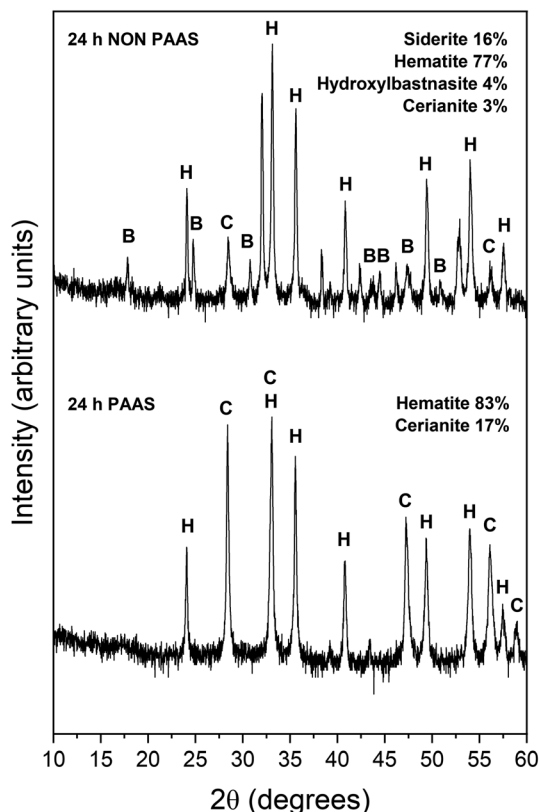 24 h NON PAAS
Siderite 16%
Hematite 77%
Hydroxylbastnasite 4%
Cerianite 3%
B H B C B H H H B B B H B H C H
24 h PAAS
Hematite 83%
Cerianite 17%
C
H C H H H C H H C H C
10 15 20 25 30 35 40 45 50 55 60
2θ (degrees)
Intensity (arbitrary units)